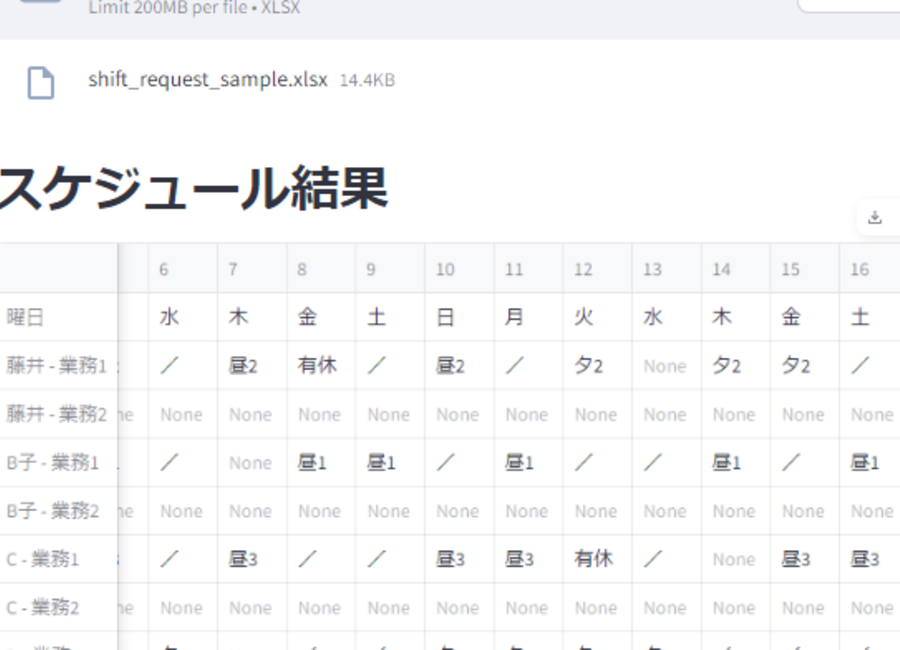 Limit 200MB per file • XLSX
shift_request_sample.xlsx 14.4KB
スケジュール結果
6 7 8 9 10 11 12 13 14 15 16
曜日 水 木 金 土 日 月 火 水 木 金 土
藤井 - 業務1 ／ 昼2 有休 ／ 昼2 ／ 夕2 None 夕2 夕2 ／
藤井 - 業務2 None None None None None None None None None None None
B子 - 業務1 ／ None 昼1 昼1 ／ 昼1 ／ ／ 昼1 ／ 昼1
B子 - 業務2 None None None None None None None None None None None
C - 業務1 ／ 昼3 ／ ／ 昼3 昼3 有休 ／ None 昼3 昼3
C - 業務2 None None None None None None None None None None None